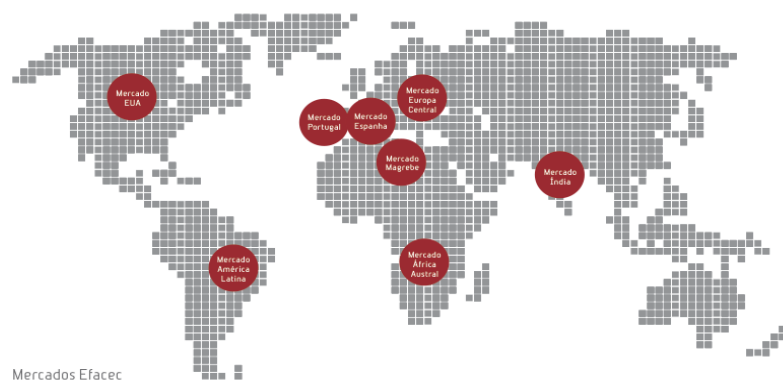 Mercado
EUA
Mercado
Europa
Central
Mercado
Portugal
Mercado
Espanha
Mercado
Magrebe
Mercado
Índia
Mercado
América
Latina
Mercado
África
Austral
Mercados Efacec